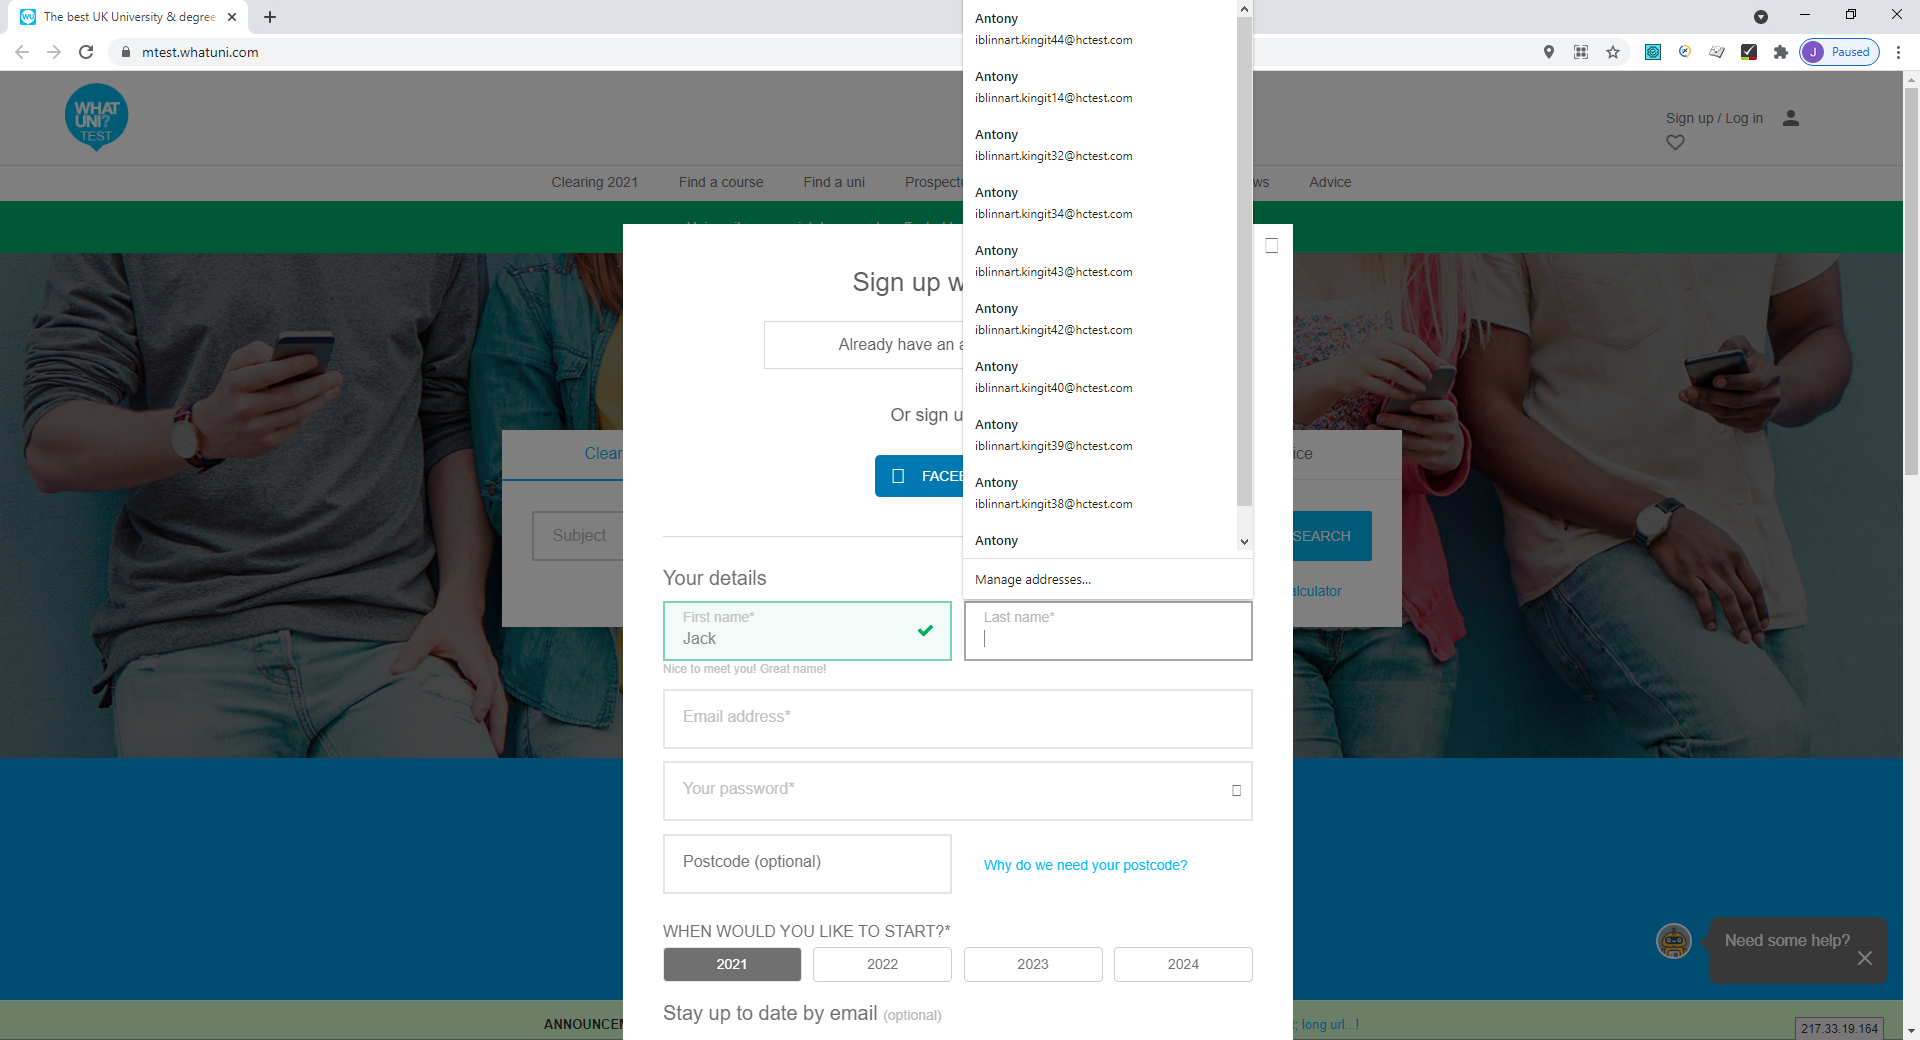 The best UK University & degree
mtest.whatuni.com
J Paused
WHAT
UNI?
TEST
Sign up / Log in
Clearing 2021 Find a course Find a uni Prospect ws Advice
Sign up w
Already have an a
Or sign u
FACEB
Clear
ice
Subject
SEARCH
alculator
Antony
iblinnart.kingit44@hctest.com
Antony
iblinnart.kingit14@hctest.com
Antony
iblinnart.kingit32@hctest.com
Antony
iblinnart.kingit34@hctest.com
Antony
iblinnart.kingit43@hctest.com
Antony
iblinnart.kingit42@hctest.com
Antony
iblinnart.kingit40@hctest.com
Antony
iblinnart.kingit39@hctest.com
Antony
iblinnart.kingit38@hctest.com
Antony
Manage addresses...
Your details
First name*
Jack
Last name*
Nice to meet you! Great name!
Email address*
Your password*
Postcode (optional)
Why do we need your postcode?
WHEN WOULD YOU LIKE TO START?*
2021 2022 2023 2024
Stay up to date by email (optional)
Need some help?
ANNOUNCEM
t; long url...!
217.33.19.164